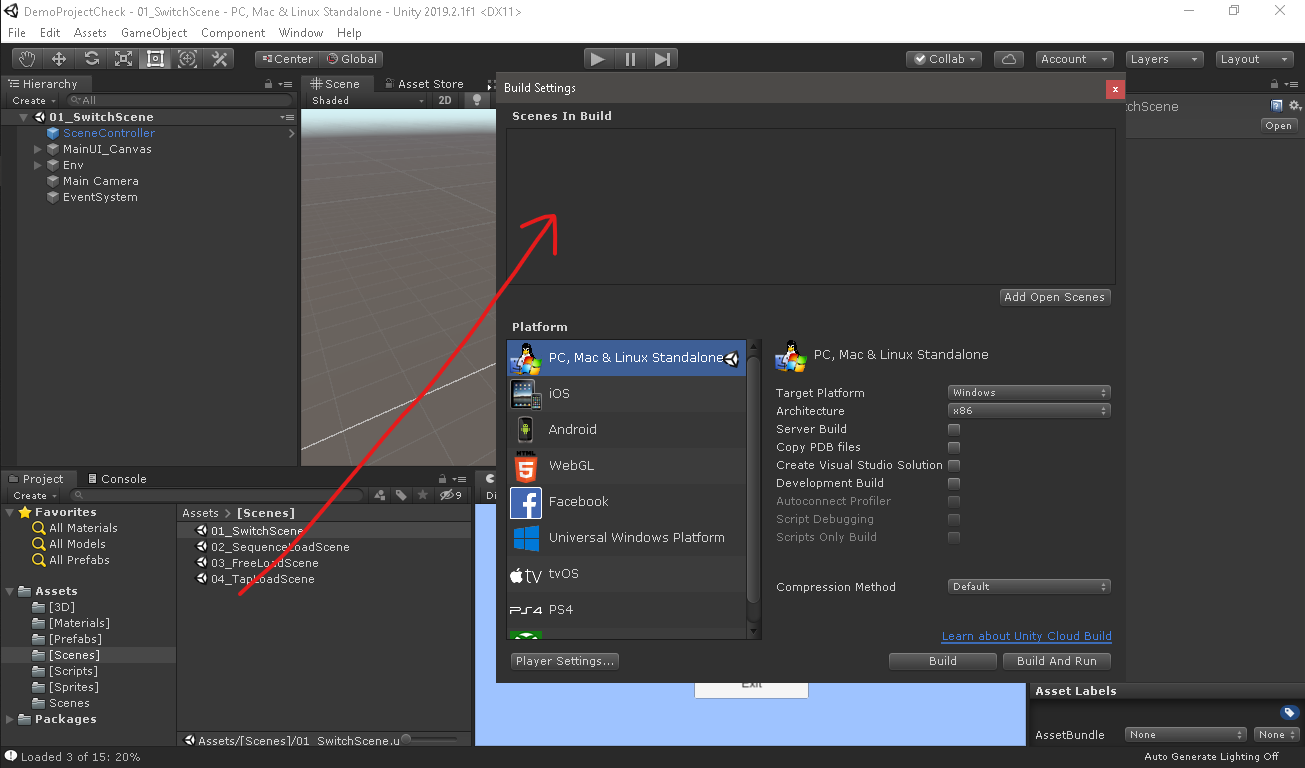 DemoProjectCheck - 01_SwitchScene - PC, Mac & Linux Standalone - Unity 2019.2.1f1 <DX11>
File Edit Assets GameObject Component Window Help
Center Global Collab Account Layers Layout
Hierarchy
Create All
01_SwitchScene
SceneController
MainUI_Canvas
Env
Main Camera
EventSystem
Scene Asset Store
Shaded 2D
Build Settings
x
Scenes In Build
Add Open Scenes
Platform
PC, Mac & Linux Standalone
iOS
Android
HTML
WebGL
Facebook
Universal Windows Platform
tv tvOS
PS4 PS4
PC, Mac & Linux Standalone
Target Platform Windows
Architecture x86
Server Build
Copy PDB files
Create Visual Studio Solution
Development Build
Autoconnect Profiler
Script Debugging
Scripts Only Build
Compression Method Default
Learn about Unity Cloud Build
Player Settings... Build Build And Run
chScene
Open
Project Console
Create 9
Favorites
All Materials
All Models
All Prefabs
Assets
[3D]
[Materials]
[Prefabs]
[Scenes]
[Scripts]
[Sprites]
Scenes
Packages
Assets > [Scenes]
01_SwitchScene
02_SequenceLoadScene
03_FreeLoadScene
04_TapLoadScene
Assets/[Scenes]/01_SwitchScene.u
Di
Exit
Asset Labels
AssetBundle None None
Loaded 3 of 15: 20%
Auto Generate Lighting Off